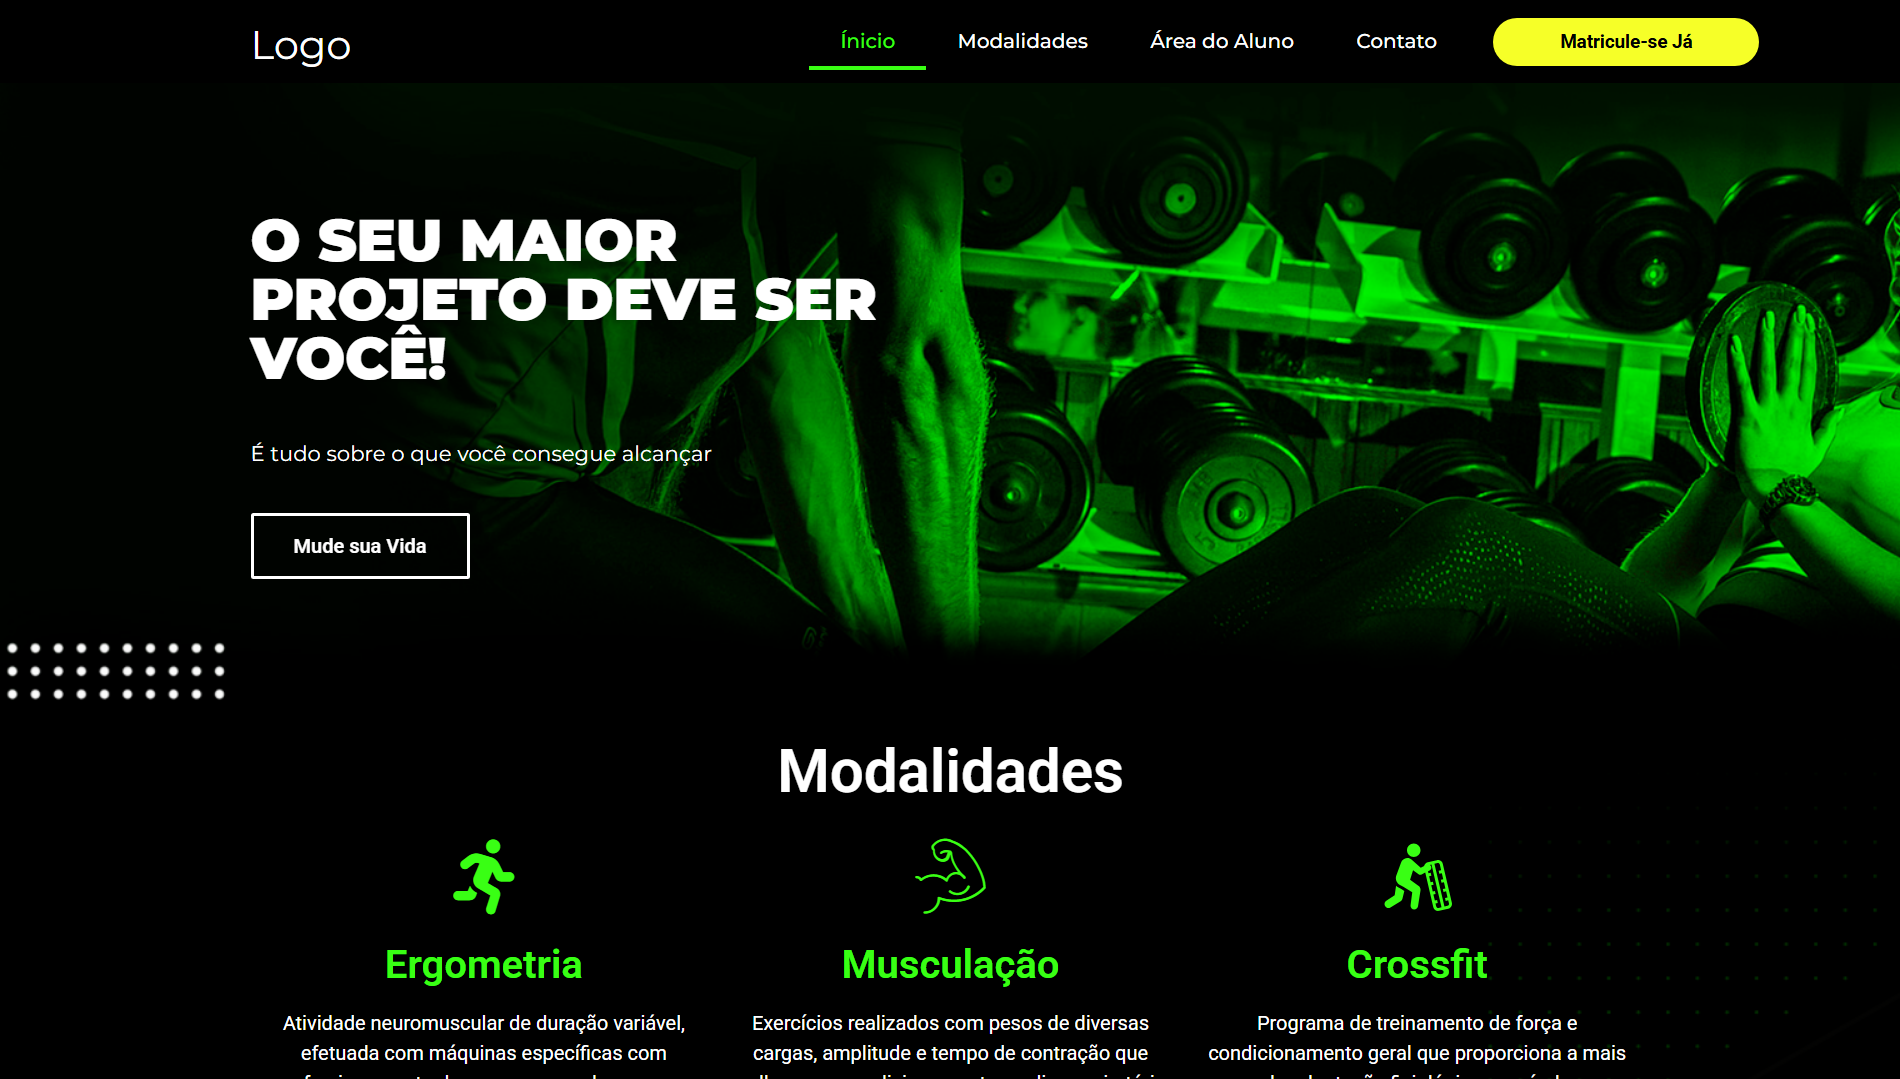 Logo
Ínicio
Modalidades
Área do Aluno
Contato
Matricule-se Já
O SEU MAIOR
PROJETO DEVE SER
VOCÊ!
É tudo sobre o que você consegue alcançar
Mude sua Vida
Modalidades
Ergometria
Musculação
Crossfit
Atividade neuromuscular de duração variável,
efetuada com máquinas específicas com
Exercícios realizados com pesos de diversas
cargas, amplitude e tempo de contração que
Programa de treinamento de força e
condicionamento geral que proporciona a mais